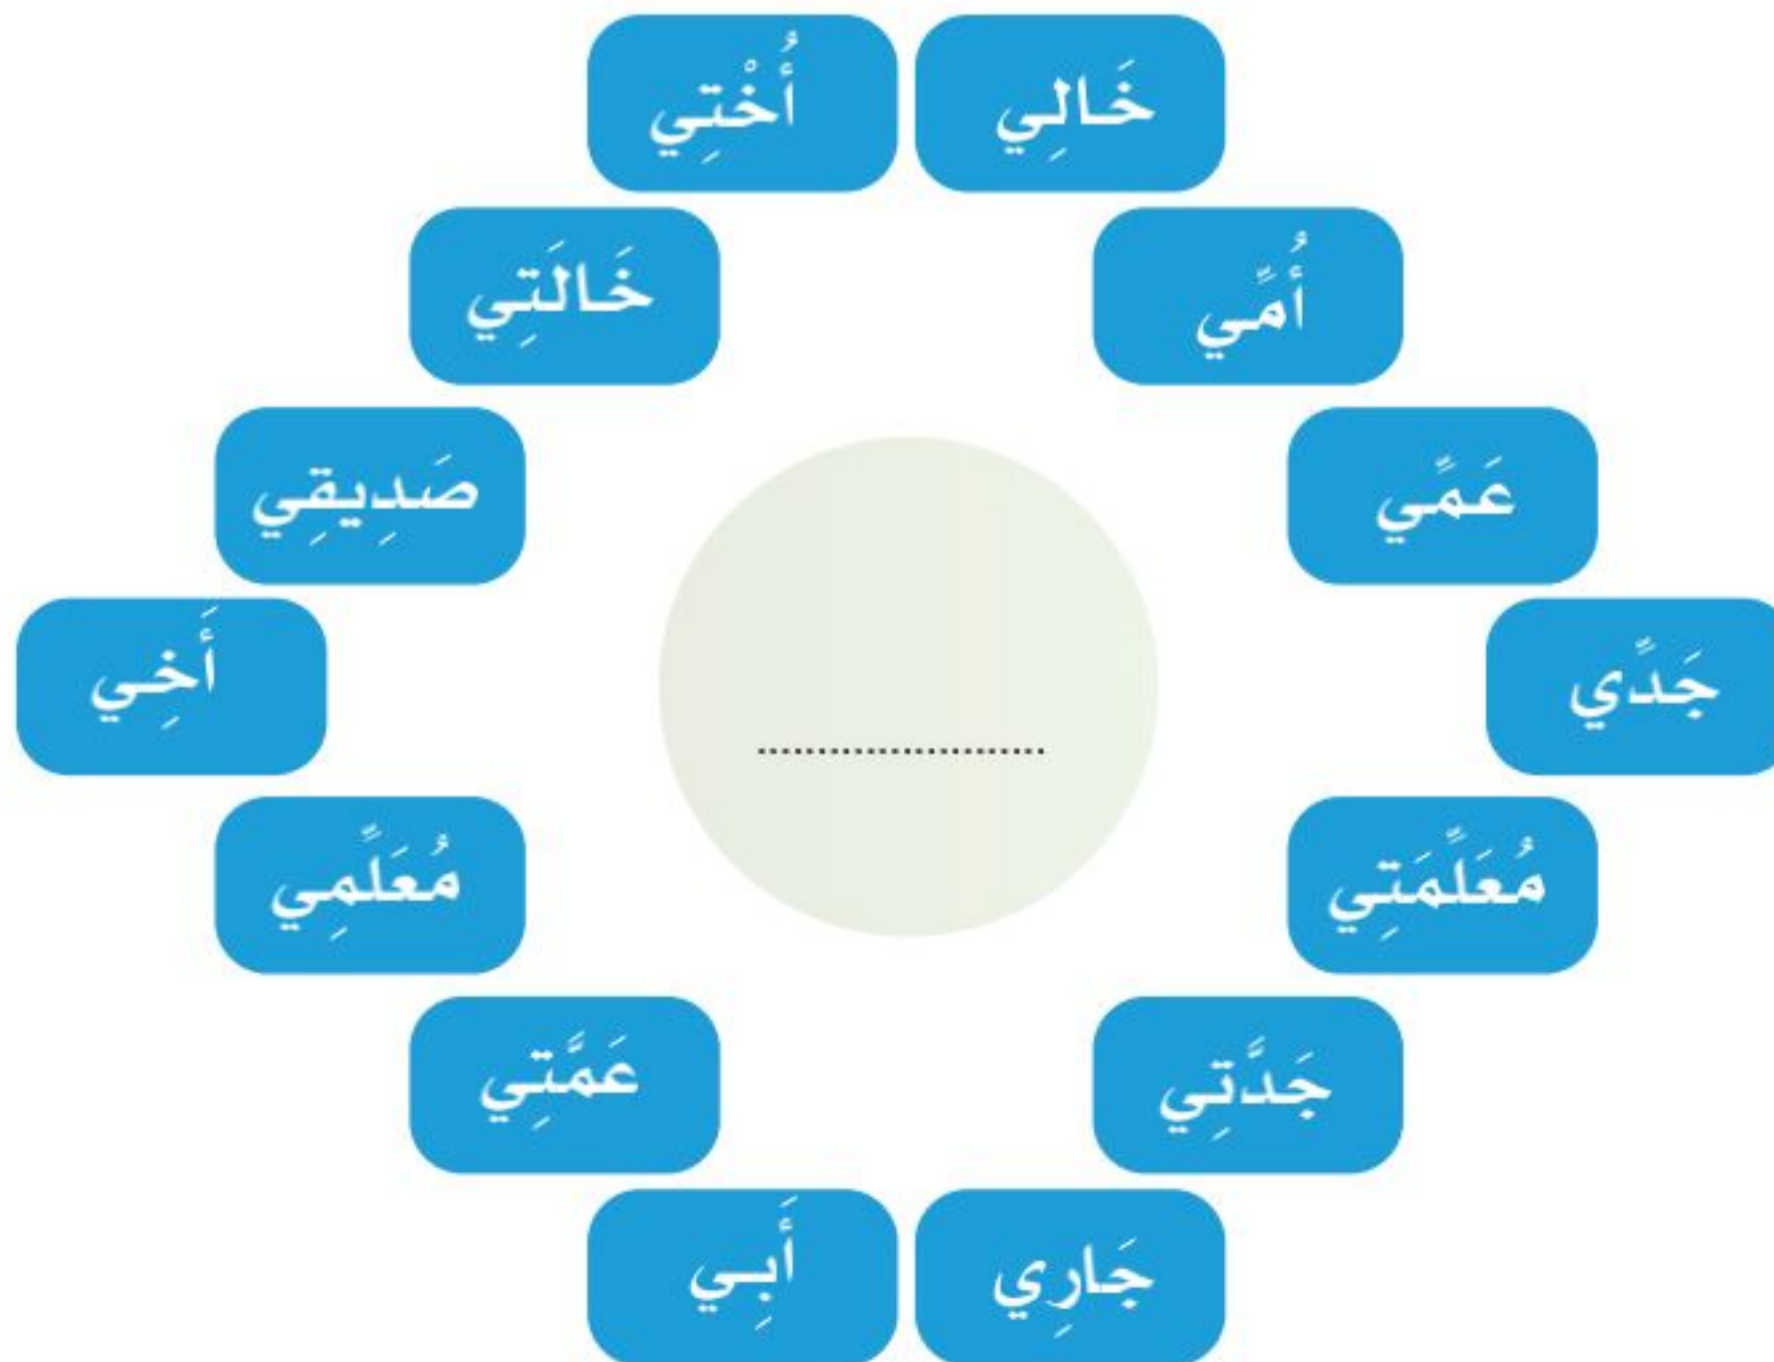 خَالِي أُخْتِي
أُمِّي خَالَتِي
عَمِّي صَدِيقِي
جَدِّي أَخِي
........................
مُعَلِّمَتِي مُعَلِّمِي
جَدَّتِي عَمَّتِي
جَارِي أَبِي